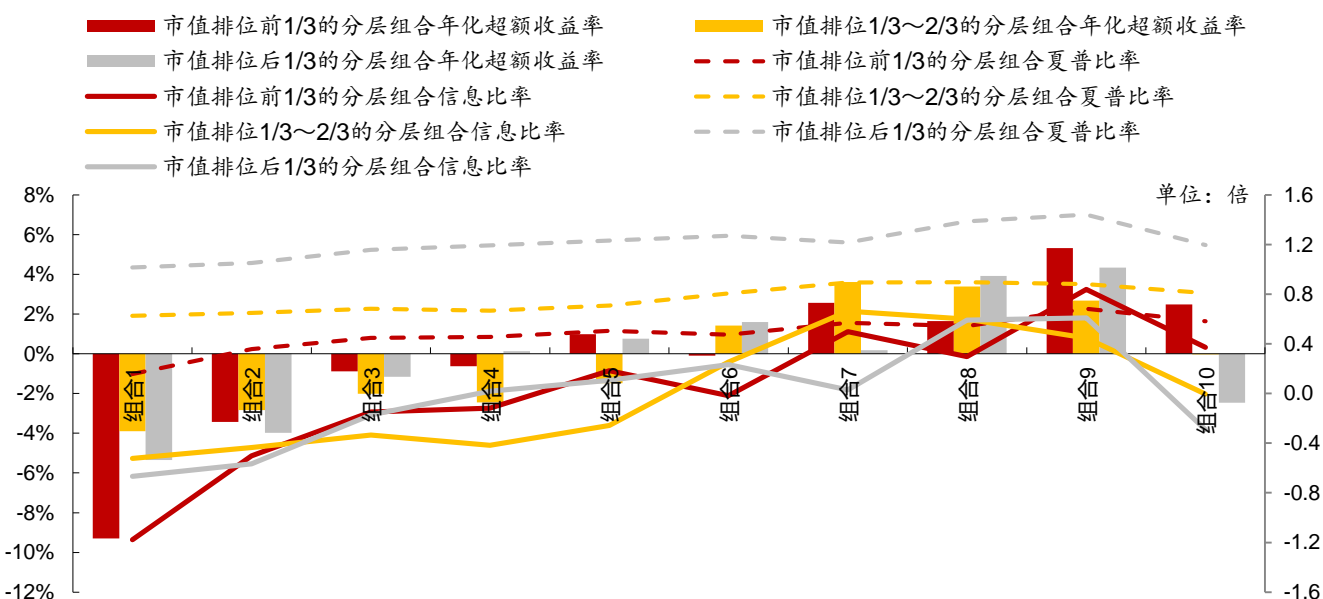 市值排位前1/3的分层组合年化超额收益率
市值排位1/3～2/3的分层组合年化超额收益率
市值排位后1/3的分层组合年化超额收益率
市值排位前1/3的分层组合夏普比率
市值排位前1/3的分层组合信息比率
市值排位1/3～2/3的分层组合夏普比率
市值排位1/3～2/3的分层组合信息比率
市值排位后1/3的分层组合夏普比率
市值排位后1/3的分层组合信息比率
单位：倍
8%
6%
4%
2%
0%
-2%
-4%
-6%
-8%
-10%
-12%
1.6
1.2
0.8
0.4
0.0
-0.4
-0.8
-1.2
-1.6
组合1
组合2
组合3
组合4
组合5
组合6
组合7
组合8
组合9
组合10